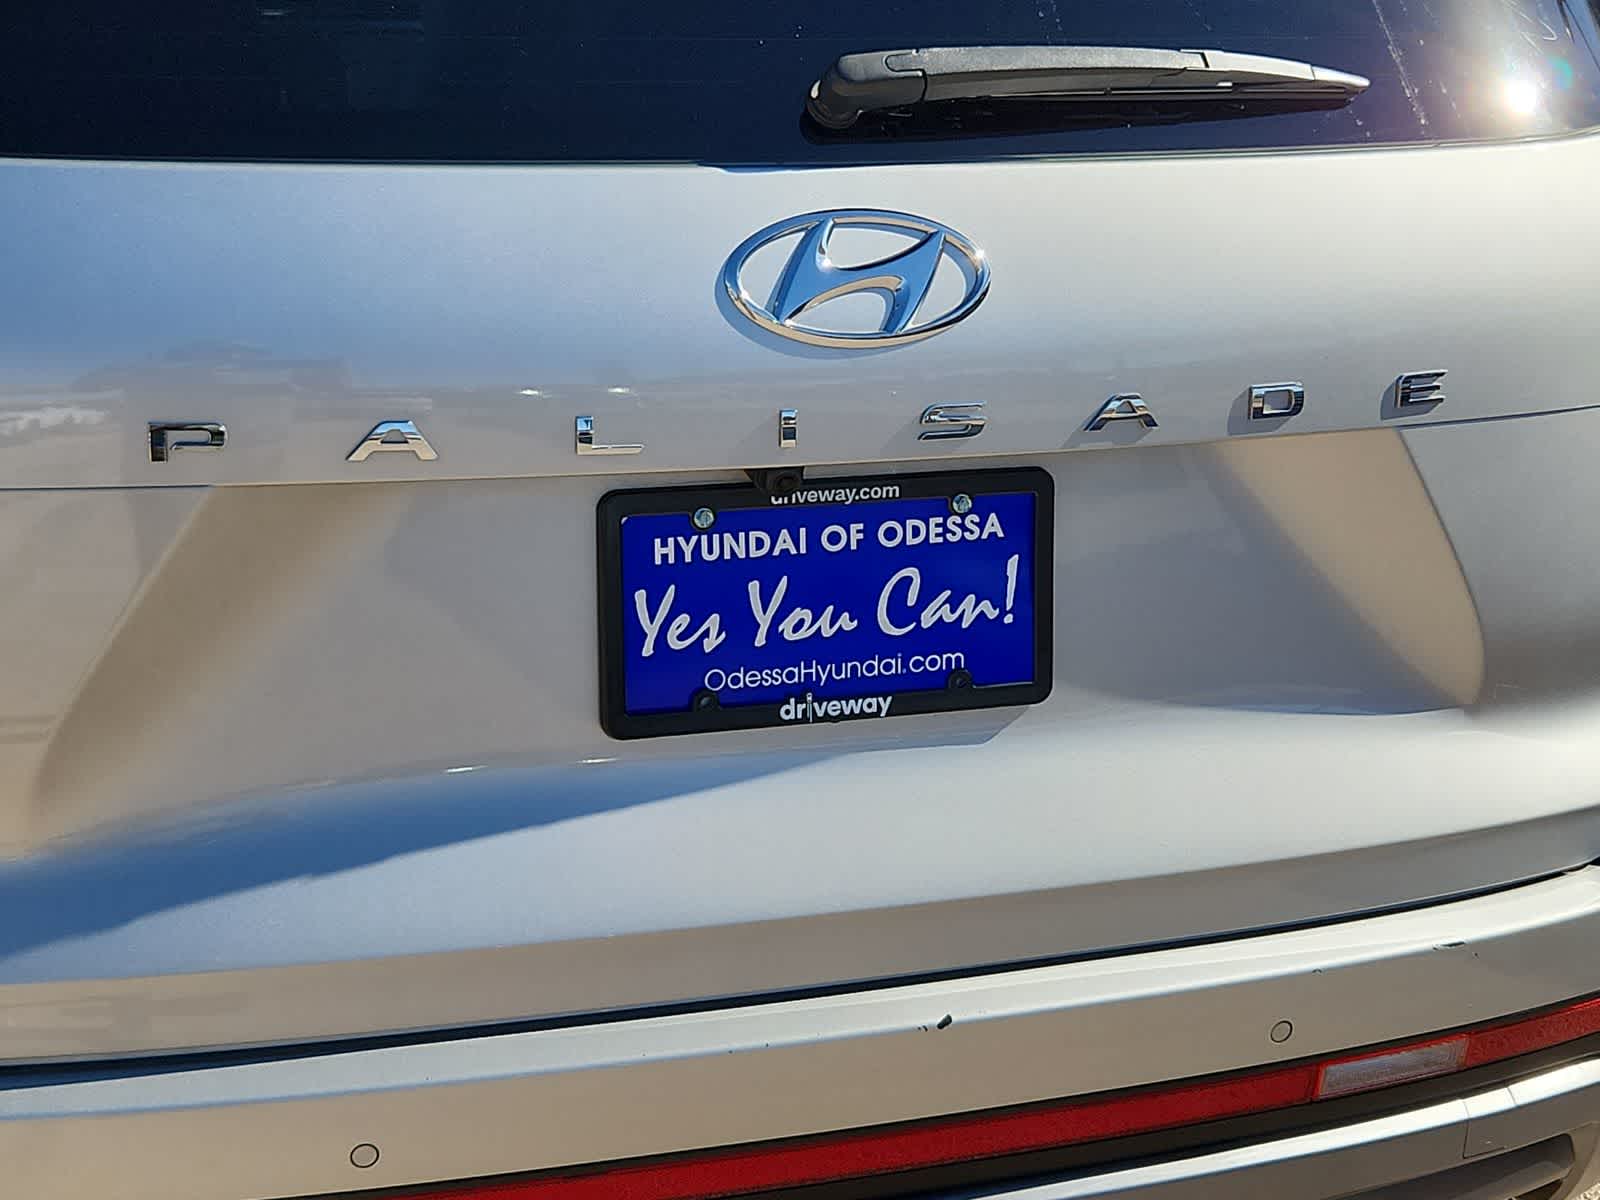 PALISADE
driveway.com
HYUNDAI OF ODESSA
Yes You Can!
OdessaHyundai.com
driveway